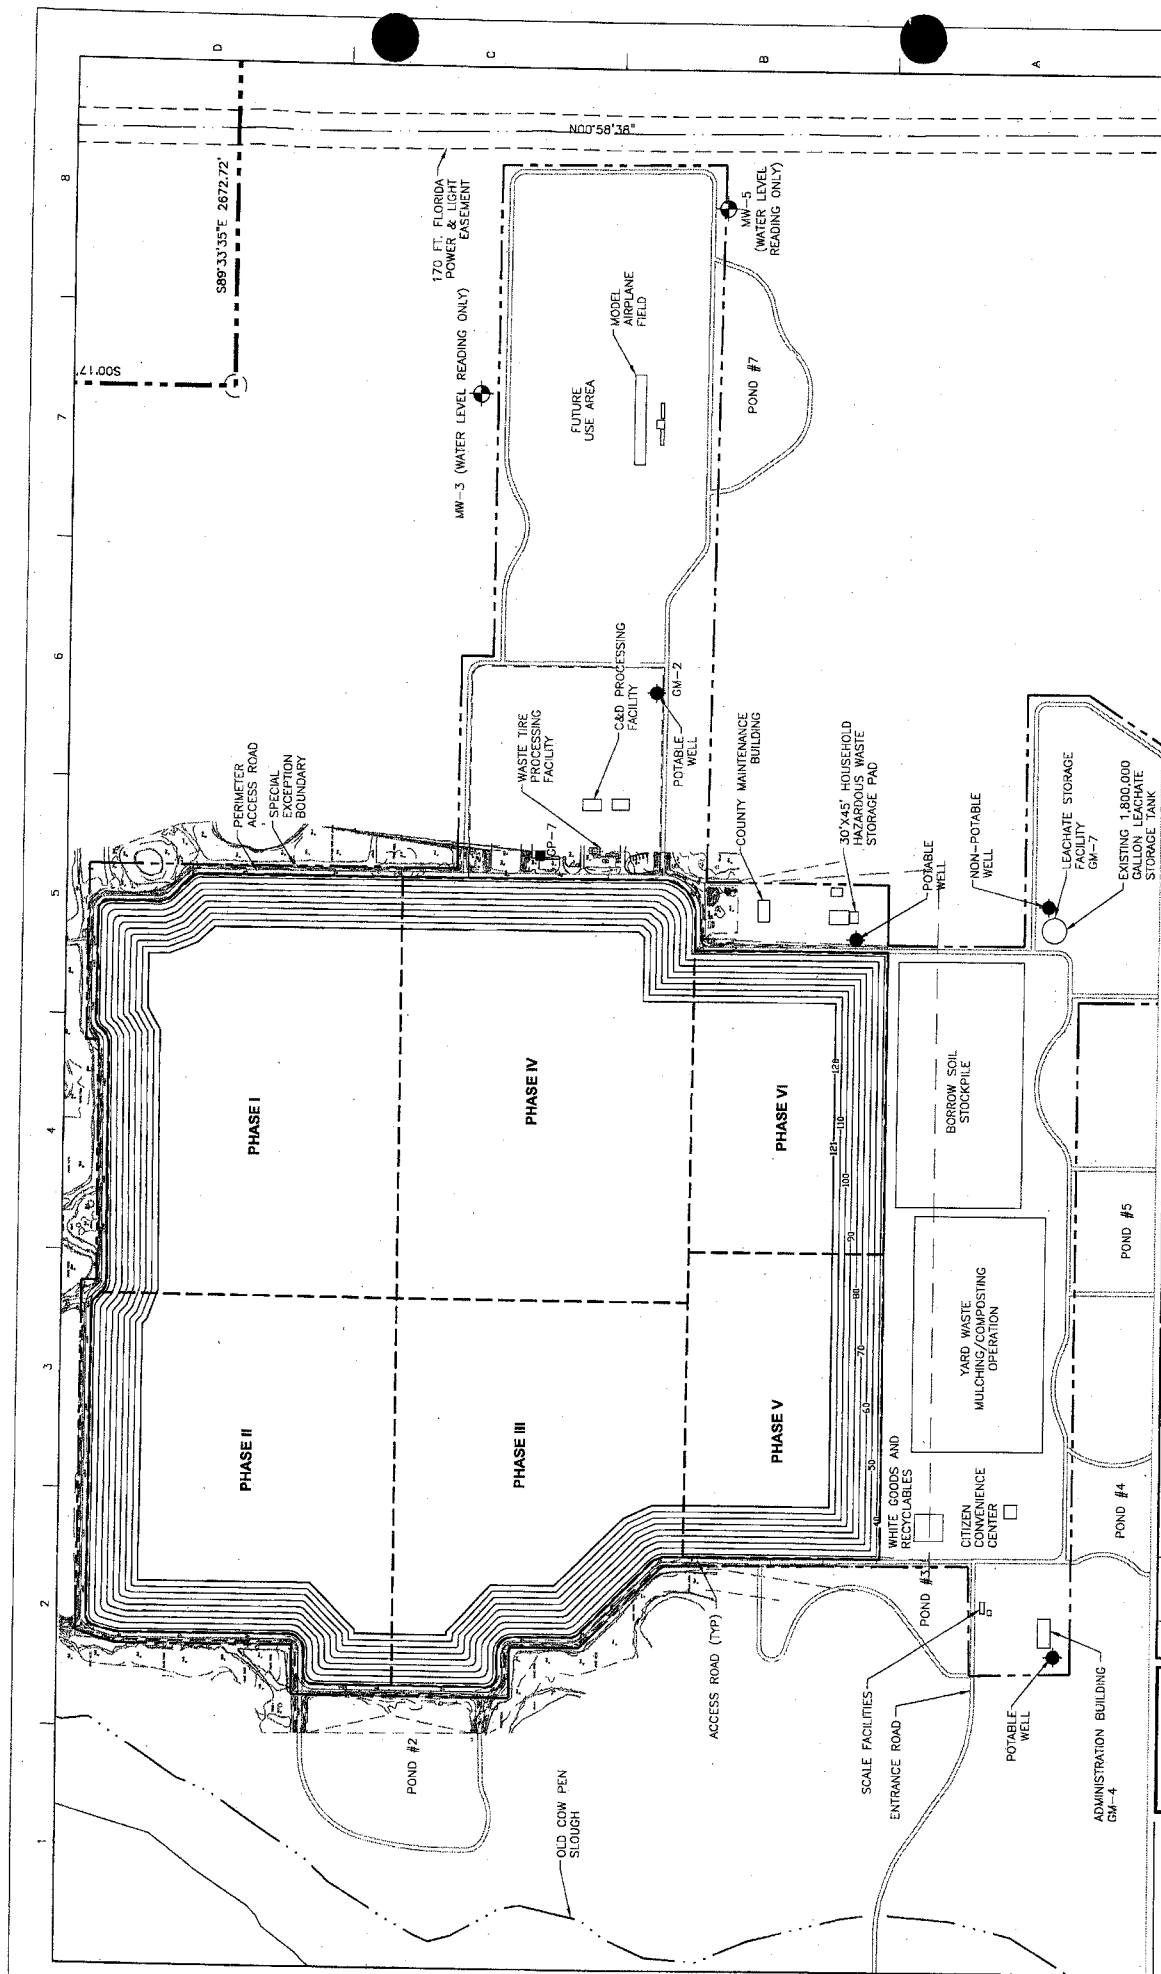 D
C
B
A
8
7
6
5
4
3
2
1
S89°33'35"E 2672.72'
S00°17'
N00°58'38"
170 FT. FLORIDA
POWER & LIGHT
EASEMENT
MW-3 (WATER LEVEL READING ONLY)
MW-5
(WATER LEVEL
READING ONLY)
MODEL
AIRPLANE
FIELD
FUTURE
USE AREA
POND #7
PERIMETER
ACCESS ROAD
SPECIAL
EXCEPTION
BOUNDARY
WASTE TIRE
PROCESSING
FACILITY
C&D PROCESSING
FACILITY
GP-7
POTABLE
WELL
GM-2
COUNTY MAINTENANCE
BUILDING
30'X45' HOUSEHOLD
HAZARDOUS WASTE
STORAGE PAD
POTABLE
WELL
NON-POTABLE
WELL
LEACHATE STORAGE
FACILITY
GM-7
EXISTING 1,800,000
GALLON LEACHATE
STORAGE TANK
PHASE I
PHASE IV
PHASE VI
PHASE II
PHASE III
PHASE V
128
121
110
100
90
80
70
60
50
40
BORROW SOIL
STOCKPILE
YARD WASTE
MULCHING/COMPOSTING
OPERATION
POND #5
WHITE GOODS AND
RECYCLABLES
CITIZEN
CONVENIENCE
CENTER
POND #4
POND #3
POND #2
ACCESS ROAD (TYP)
OLD COW PEN
SLOUGH
SCALE FACILITIES
ENTRANCE ROAD
POTABLE
WELL
ADMINISTRATION BUILDING
GM-4